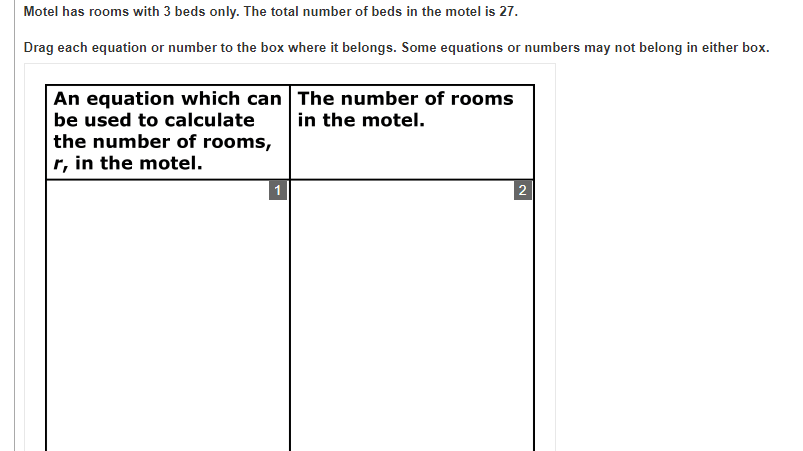 Motel has rooms with 3 beds only. The total number of beds in the motel is 27.
Drag each equation or number to the box where it belongs. Some equations or numbers may not belong in either box.
An equation which can
be used to calculate
the number of rooms,
r, in the motel.
The number of rooms
in the motel.
1
2